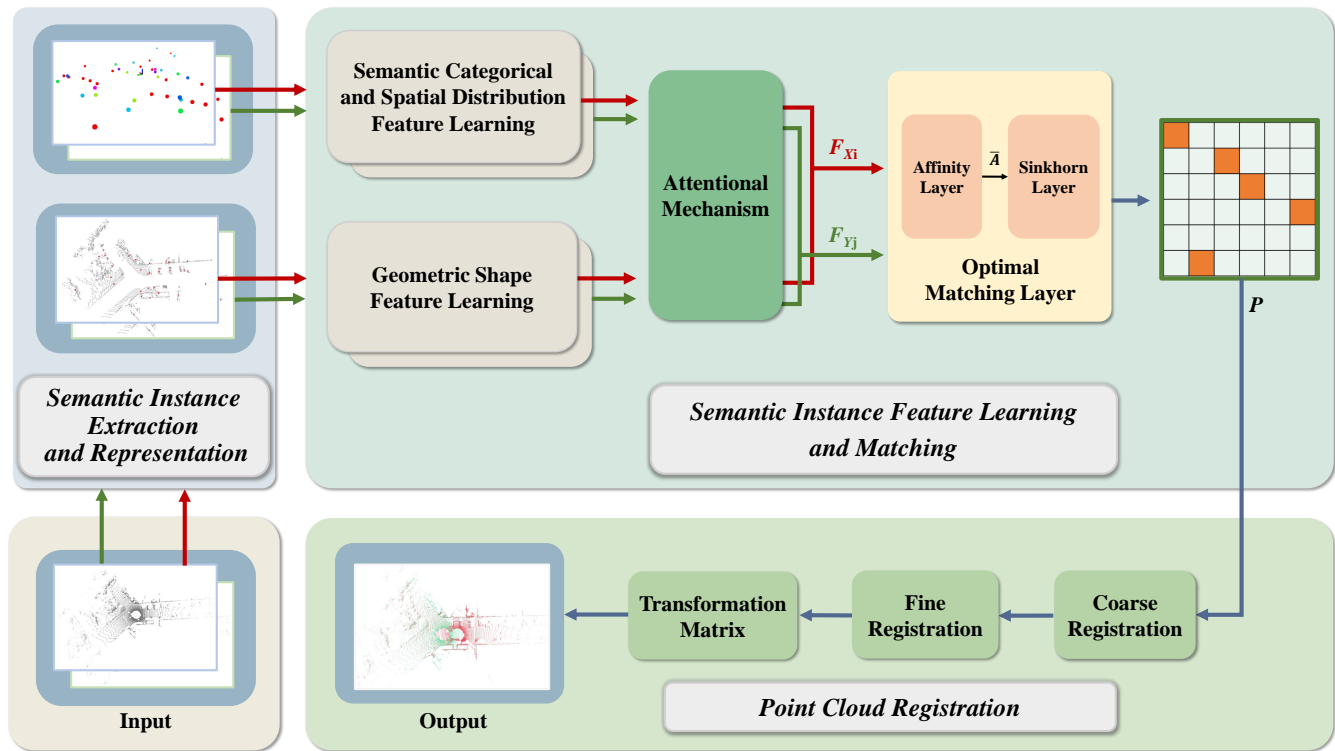 Semantic Categorical
and Spatial Distribution
Feature Learning
Geometric Shape
Feature Learning
Attentional
Mechanism
F_Xi
F_Yj
Affinity
Layer
Ā
Sinkhorn
Layer
Optimal
Matching Layer
P
Semantic Instance
Extraction
and Representation
Semantic Instance Feature Learning
and Matching
Input
Output
Transformation
Matrix
Fine
Registration
Coarse
Registration
Point Cloud Registration